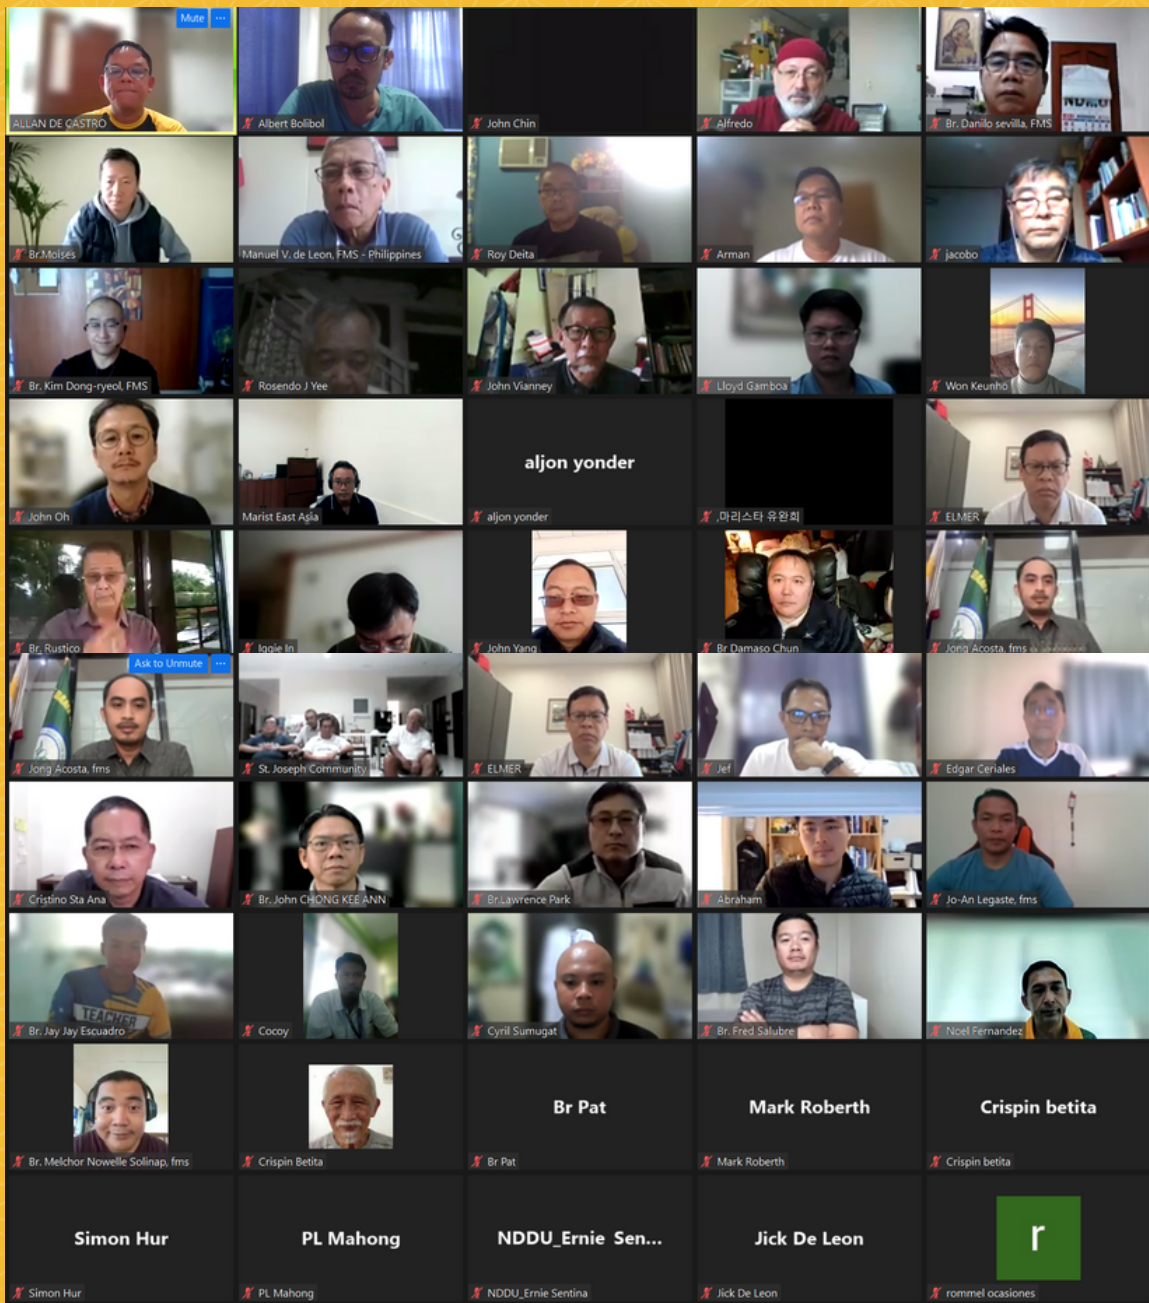 Mute ...
ALLAN DE CASTRO
Albert Bolibol
John Chin
Alfredo
NDMU
Br. Danilo sevilla, FMS
Br.Moises
Manuel V. de Leon, FMS - Philippines
Roy Deita
Arman
jacobo
Br. Kim Dong-ryeol, FMS
Rosendo J Yee
John Vianney
Lloyd Gamboa
Won Keunho
John Oh
Marist East Asia
aljon yonder
aljon yonder
,마리스타 유완희
ELMER
Br. Rustico
Iggie In
John Yang
Br Damaso Chun
Jong Acosta, fms
Ask to Unmute ...
Jong Acosta, fms
St. Joseph Community
ELMER
Jef
Edgar Ceriales
Cristino Sta Ana
Br. John CHONG KEE ANN
Br.Lawrence Park
Abraham
Jo-An Legaste, fms
TEACHER
Br. Jay Jay Escuadro
Cocoy
Cyril Sumugat
Br. Fred Salubre
Noel Fernandez
Br. Melchor Nowelle Solinap, fms
Crispin Betita
Br Pat
Br Pat
Mark Roberth
Mark Roberth
Crispin betita
Crispin betita
Simon Hur
Simon Hur
PL Mahong
PL Mahong
NDDU_Ernie Sen...
NDDU_Ernie Sentina
Jick De Leon
Jick De Leon
r
rommel ocasiones